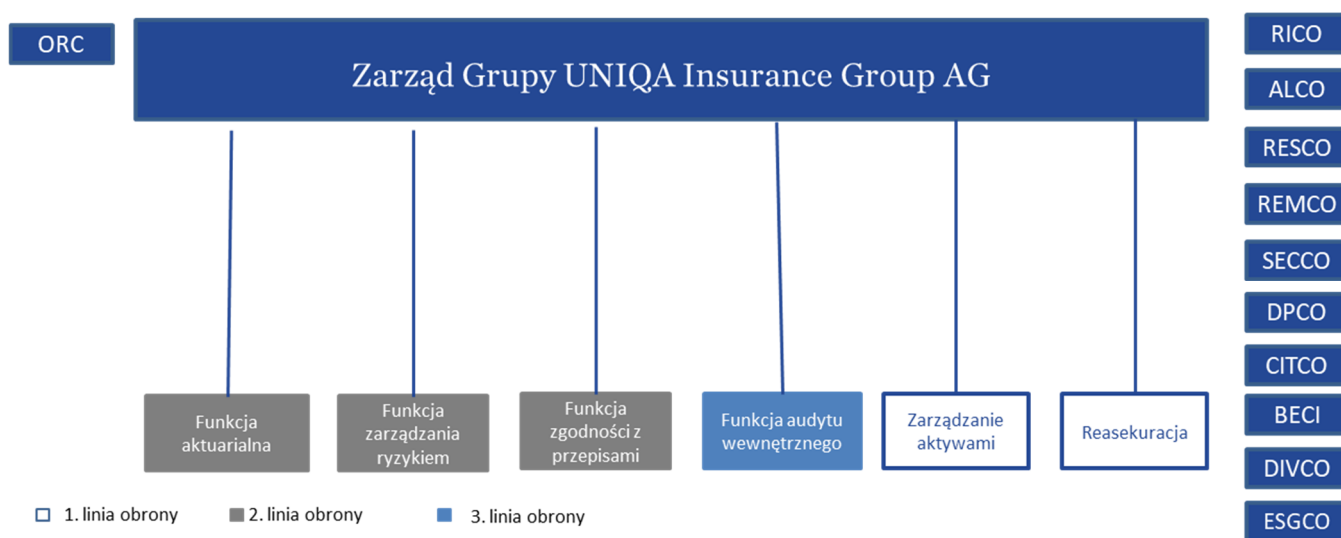 ORC
Zarząd Grupy UNIQA Insurance Group AG
RICO
ALCO
RESCO
REMCO
SECCO
DPCO
CITCO
BECI
DIVCO
ESGCO
Funkcja
aktuarialna
Funkcja
zarządzania
ryzykiem
Funkcja
zgodności z
przepisami
Funkcja audytu
wewnętrznego
Zarządzanie
aktywami
Reasekuracja
1. linia obrony
2. linia obrony
3. linia obrony